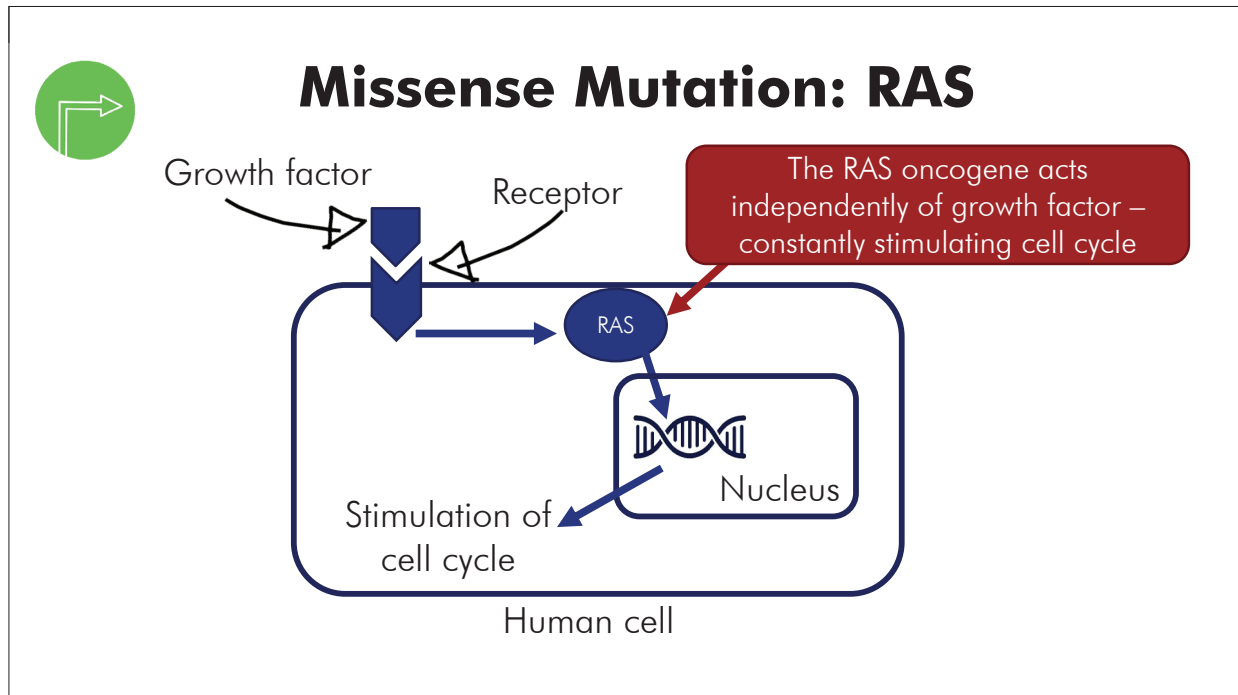 Missense Mutation: RAS
Growth factor
Receptor
The RAS oncogene acts
independently of growth factor –
constantly stimulating cell cycle
RAS
Nucleus
Stimulation of
cell cycle
Human cell